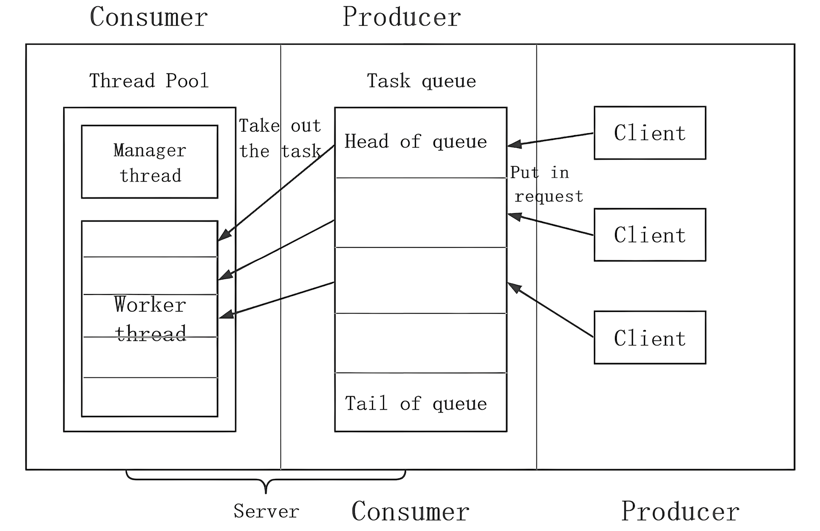 Consumer
Producer
Thread Pool
Task queue
Manager
thread
Take out
the task
Head of queue
Client
Put in
request
Client
Worker
thread
Client
Tail of queue
Server
Consumer
Producer